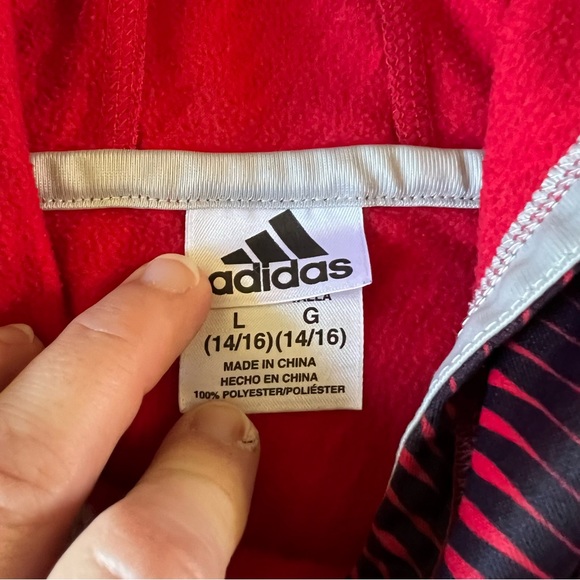 adidas
L G
(14/16) (14/16)
MADE IN CHINA
HECHO EN CHINA
100% POLYESTER/POLIÉSTER